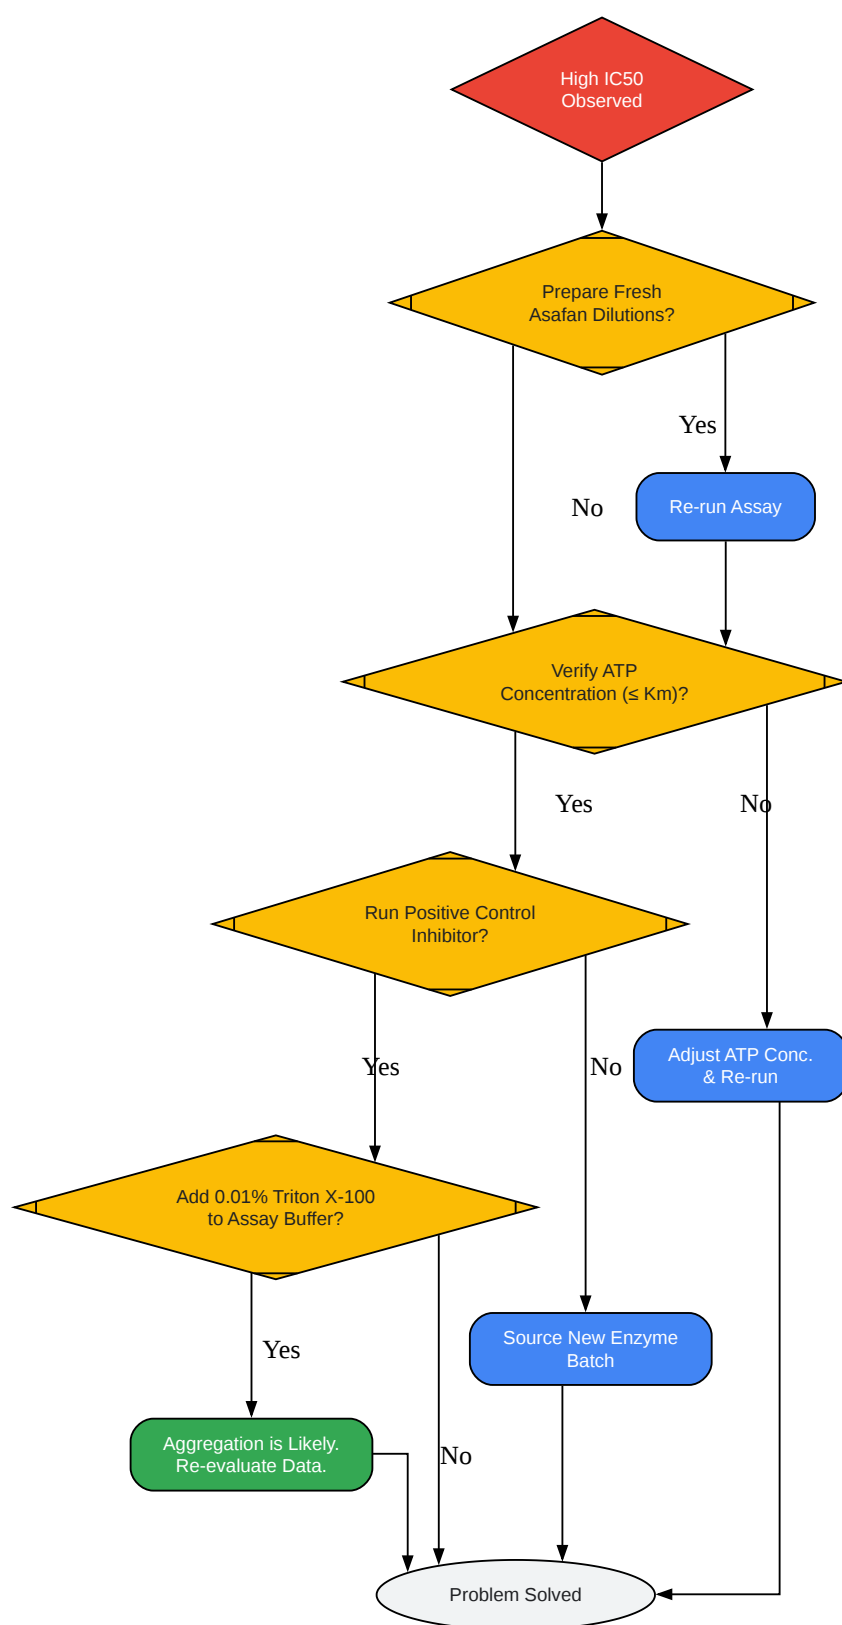 High IC50
Observed
Prepare Fresh
Asafan Dilutions?
Yes
No
Re-run Assay
Verify ATP
Concentration (≤ Km)?
Yes
No
Run Positive Control
Inhibitor?
Yes
No
Adjust ATP Conc.
& Re-run
Add 0.01% Triton X-100
to Assay Buffer?
Yes
Source New Enzyme
Batch
Aggregation is Likely.
Re-evaluate Data.
No
Problem Solved